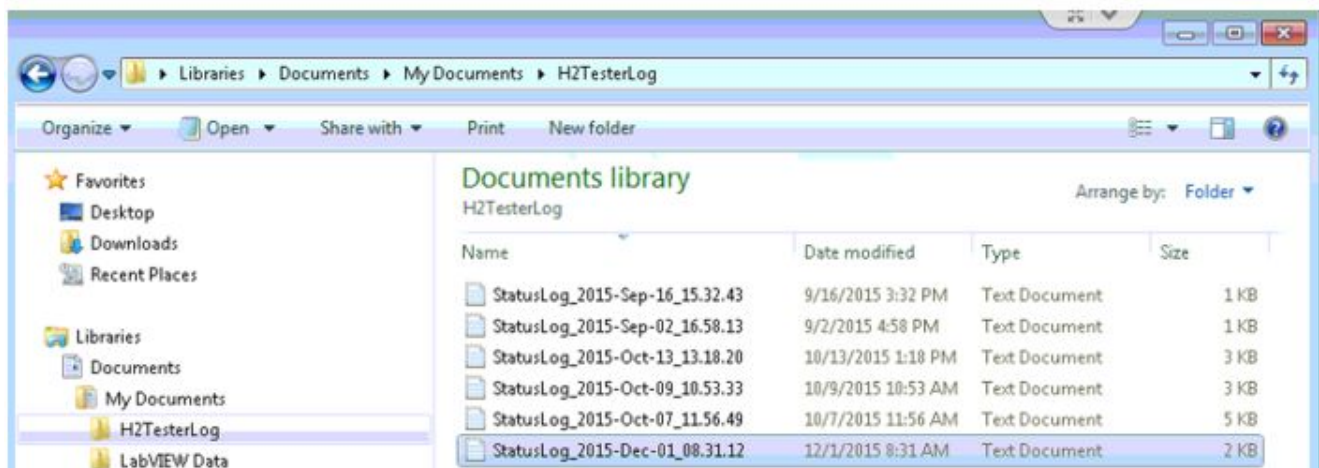 Libraries Documents My Documents H2TesterLog
Organize Open Share with Print New folder
Favorites
Desktop
Downloads
Recent Places
Libraries
Documents
My Documents
H2TesterLog
LabVIEW Data
Documents library
H2TesterLog
Arrange by: Folder
Name Date modified Type Size
StatusLog_2015-Sep-16_15.32.43 9/16/2015 3:32 PM Text Document 1 KB
StatusLog_2015-Sep-02_16.58.13 9/2/2015 4:58 PM Text Document 1 KB
StatusLog_2015-Oct-13_13.18.20 10/13/2015 1:18 PM Text Document 3 KB
StatusLog_2015-Oct-09_10.53.33 10/9/2015 10:53 AM Text Document 3 KB
StatusLog_2015-Oct-07_11.56.49 10/7/2015 11:56 AM Text Document 5 KB
StatusLog_2015-Dec-01_08.31.12 12/1/2015 8:31 AM Text Document 2 KB